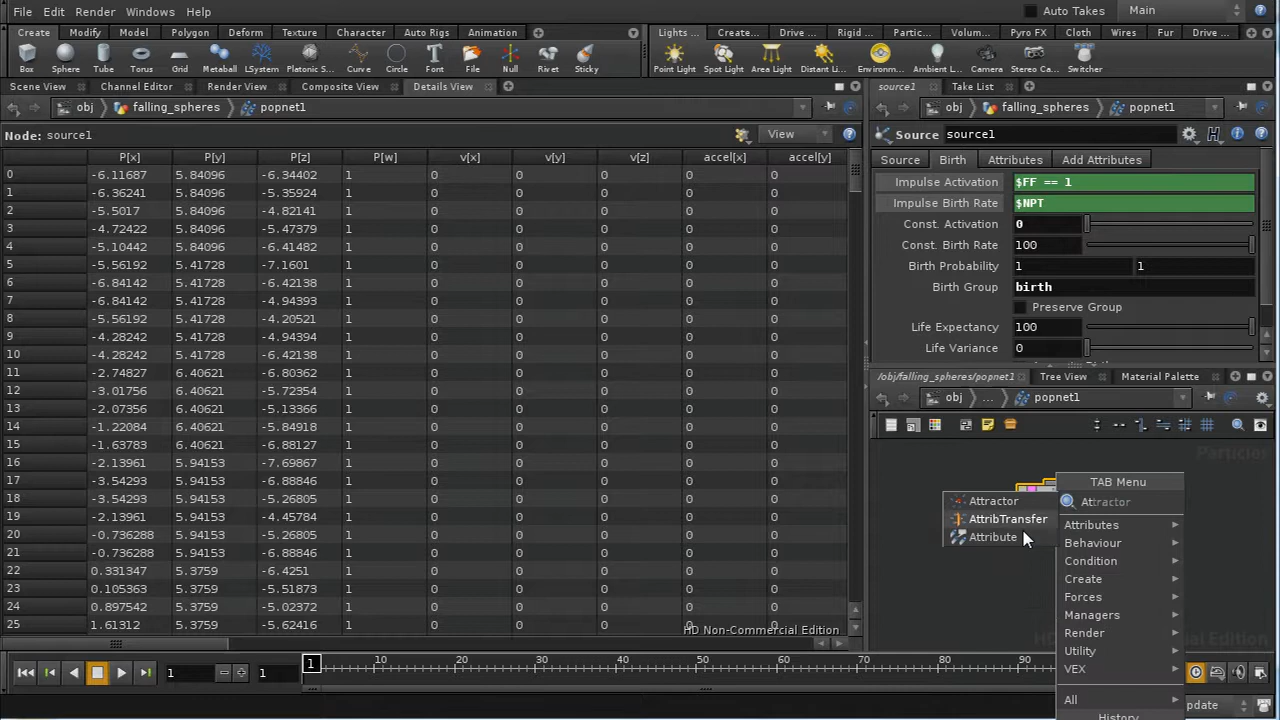 File Edit Render Windows Help Auto Takes Main
Create Modify Model Polygon Deform Texture Character Auto Rigs Animation Lights ... Create... Drive ... Rigid ... Partic... Volum... Pyro FX Cloth Wires Fur Drive ...
Box Sphere Tube Torus Grid Metaball LSystem Platonic S... Curve Circle Font File Null Rivet Sticky Point Light Spot Light Area Light Distant Li... Environm... Ambient L... Camera Stereo Ca... Switcher
Scene View Channel Editor Render View Composite View Details View
obj falling_spheres popnet1
Node: source1 View
P[x] P[y] P[z] P[w] v[x] v[y] v[z] accel[x] accel[y]
0 -6.11687 5.84096 -6.34402 1 0 0 0 0 0
1 -6.36241 5.84096 -5.35924 1 0 0 0 0 0
2 -5.5017 5.84096 -4.82141 1 0 0 0 0 0
3 -4.72422 5.84096 -5.47379 1 0 0 0 0 0
4 -5.10442 5.84096 -6.41482 1 0 0 0 0 0
5 -5.56192 5.41728 -7.1601 1 0 0 0 0 0
6 -6.84142 5.41728 -6.42138 1 0 0 0 0 0
7 -6.84142 5.41728 -4.94393 1 0 0 0 0 0
8 -5.56192 5.41728 -4.20521 1 0 0 0 0 0
9 -4.28242 5.41728 -4.94394 1 0 0 0 0 0
10 -4.28242 5.41728 -6.42138 1 0 0 0 0 0
11 -2.74827 6.40621 -6.80362 1 0 0 0 0 0
12 -3.01756 6.40621 -5.72354 1 0 0 0 0 0
13 -2.07356 6.40621 -5.13366 1 0 0 0 0 0
14 -1.22084 6.40621 -5.84918 1 0 0 0 0 0
15 -1.63783 6.40621 -6.88127 1 0 0 0 0 0
16 -2.13961 5.94153 -7.69867 1 0 0 0 0 0
17 -3.54293 5.94153 -6.88846 1 0 0 0 0 0
18 -3.54293 5.94153 -5.26805 1 0 0 0 0 0
19 -2.13961 5.94153 -4.45784 1 0 0 0 0 0
20 -0.736288 5.94153 -5.26805 1 0 0 0 0 0
21 -0.736288 5.94153 -6.88846 1 0 0 0 0 0
22 0.331347 5.3759 -6.4251 1 0 0 0 0 0
23 0.105363 5.3759 -5.51873 1 0 0 0 0 0
24 0.897542 5.3759 -5.02372 1 0 0 0 0 0
25 1.61312 5.3759 -5.62416 1 0 0 0 0 0
HD Non-Commercial Edition
source1 Take List
obj falling_spheres popnet1
Source source1
Source Birth Attributes Add Attributes
Impulse Activation $FF == 1
Impulse Birth Rate $NPT
Const. Activation 0
Const. Birth Rate 100
Birth Probability 1 1
Birth Group birth
Preserve Group
Life Expectancy 100
Life Variance 0
/obj/falling_spheres/popnet1 Tree View Material Palette
obj ... popnet1
Particles
TAB Menu
Attractor
Attractor
AttribTransfer
Attribute
Attributes
Behaviour
Condition
Create
Forces
Managers
Render
Utility
VEX
All
History
Edition
1 1 1 10 20 30 40 50 60 70 80 90